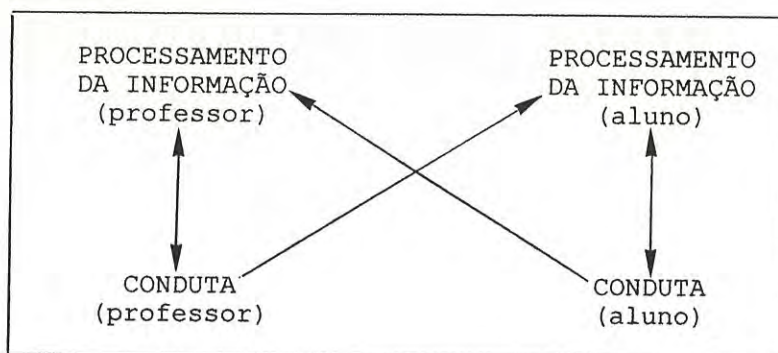 PROCESSAMENTO
DA INFORMAÇÃO
(professor)
PROCESSAMENTO
DA INFORMAÇÃO
(aluno)
CONDUTA
(professor)
CONDUTA
(aluno)